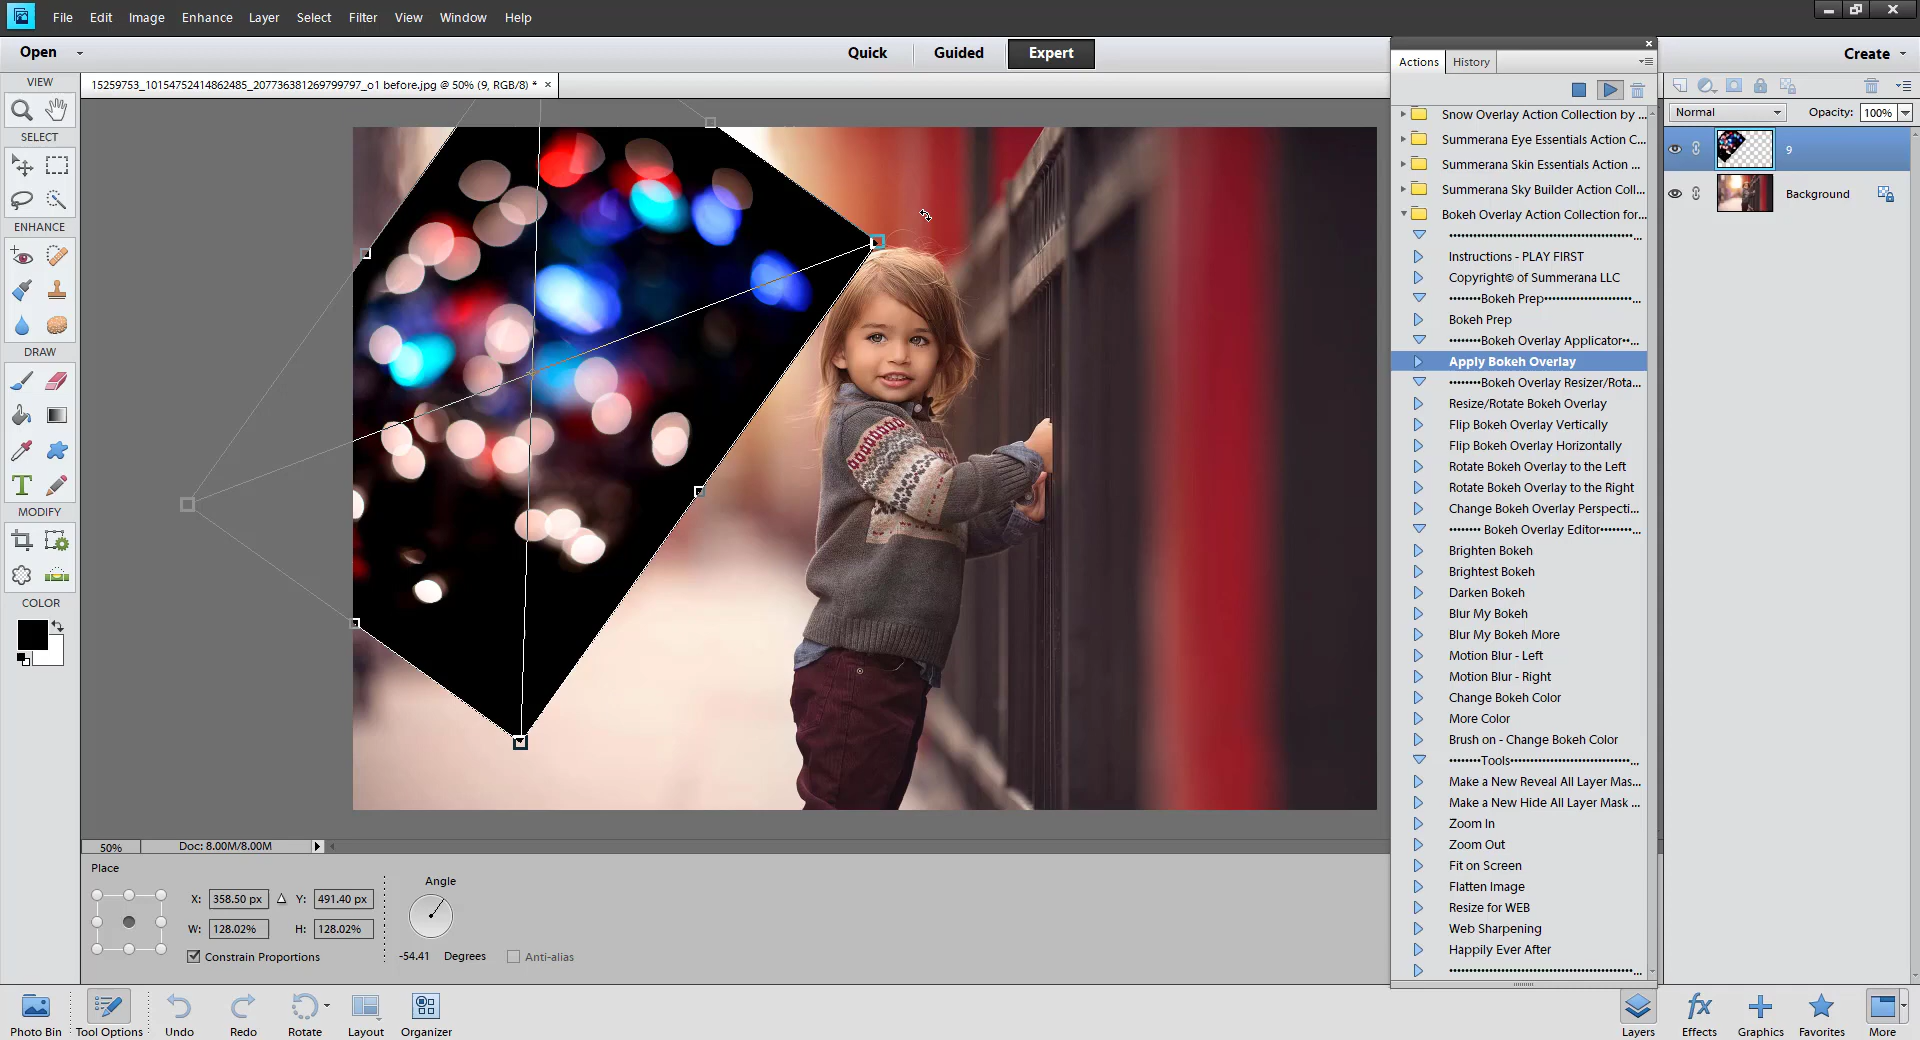 File Edit Image Enhance Layer Select Filter View Window Help
Open
Quick Guided Expert
Create
15259753_10154752414862485_2077363812697997​97_o1 before.jpg @ 50% (9, RGB/8) * ×
VIEW
SELECT
ENHANCE
DRAW
MODIFY
COLOR
Actions History
Snow Overlay Action Collection by ...
Summerana Eye Essentials Action C...
Summerana Skin Essentials Action ...
Summerana Sky Builder Action Coll...
Bokeh Overlay Action Collection for...
Instructions - PLAY FIRST
Copyright© of Summerana LLC
••••••••Bokeh Prep•••••••••••••••••••••••...
Bokeh Prep
••••••••Bokeh Overlay Applicator••...
Apply Bokeh Overlay
••••••••Bokeh Overlay Resizer/Rota...
Resize/Rotate Bokeh Overlay
Flip Bokeh Overlay Vertically
Flip Bokeh Overlay Horizontally
Rotate Bokeh Overlay to the Left
Rotate Bokeh Overlay to the Right
Change Bokeh Overlay Perspecti...
•••••••• Bokeh Overlay Editor••••••••...
Brighten Bokeh
Brightest Bokeh
Darken Bokeh
Blur My Bokeh
Blur My Bokeh More
Motion Blur - Left
Motion Blur - Right
Change Bokeh Color
More Color
Brush on - Change Bokeh Color
••••••••Tools••••••••••••••••••••••••••••••...
Make a New Reveal All Layer Mas...
Make a New Hide All Layer Mask ...
Zoom In
Zoom Out
Fit on Screen
Flatten Image
Resize for WEB
Web Sharpening
Happily Ever After
Normal Opacity: 100%
9
Background
50% Doc: 8.00M/8.00M
Place
X: 358.50 px Y: 491.40 px
W: 128.02% H: 128.02%
Constrain Proportions
Angle
-54.41 Degrees Anti-alias
Photo Bin Tool Options Undo Redo Rotate Layout Organizer
Layers Effects Graphics Favorites More